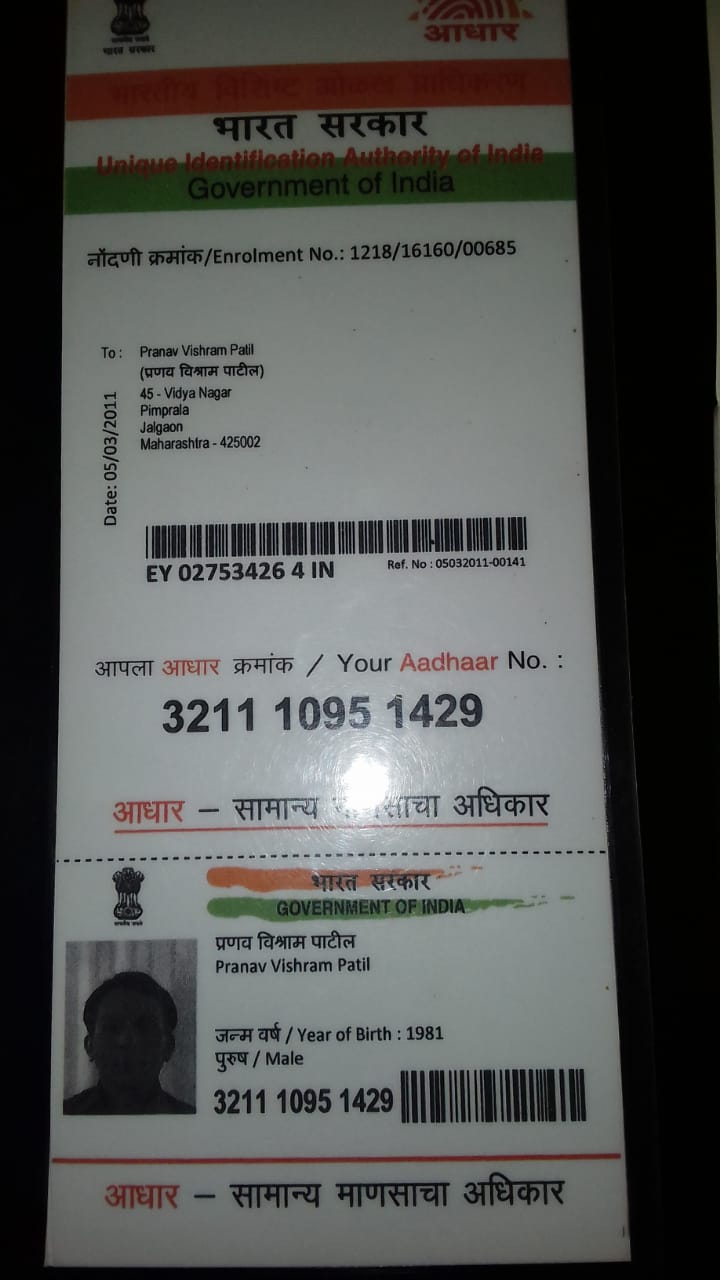 भारत सरकार
आधार
भारतीय विशिष्ट ओळख प्राधिकरण
भारत सरकार
Unique Identification Authority of India
Government of India
नोंदणी क्रमांक/Enrolment No.: 1218/16160/00685
To : Pranav Vishram Patil
(प्रणव विश्राम पाटील)
45 - Vidya Nagar
Pimprala
Jalgaon
Maharashtra - 425002
Date: 05/03/2011
EY 02753426 4 IN
Ref. No : 05032011-00141
आपला आधार क्रमांक / Your Aadhaar No. :
3211 1095 1429
आधार – सामान्य अधिकार
भारत सरकार
GOVERNMENT OF INDIA
प्रणव विश्राम पाटील
Pranav Vishram Patil
जन्म वर्ष / Year of Birth : 1981
पुरुष / Male
3211 1095 1429
आधार – सामान्य माणसाचा अधिकार